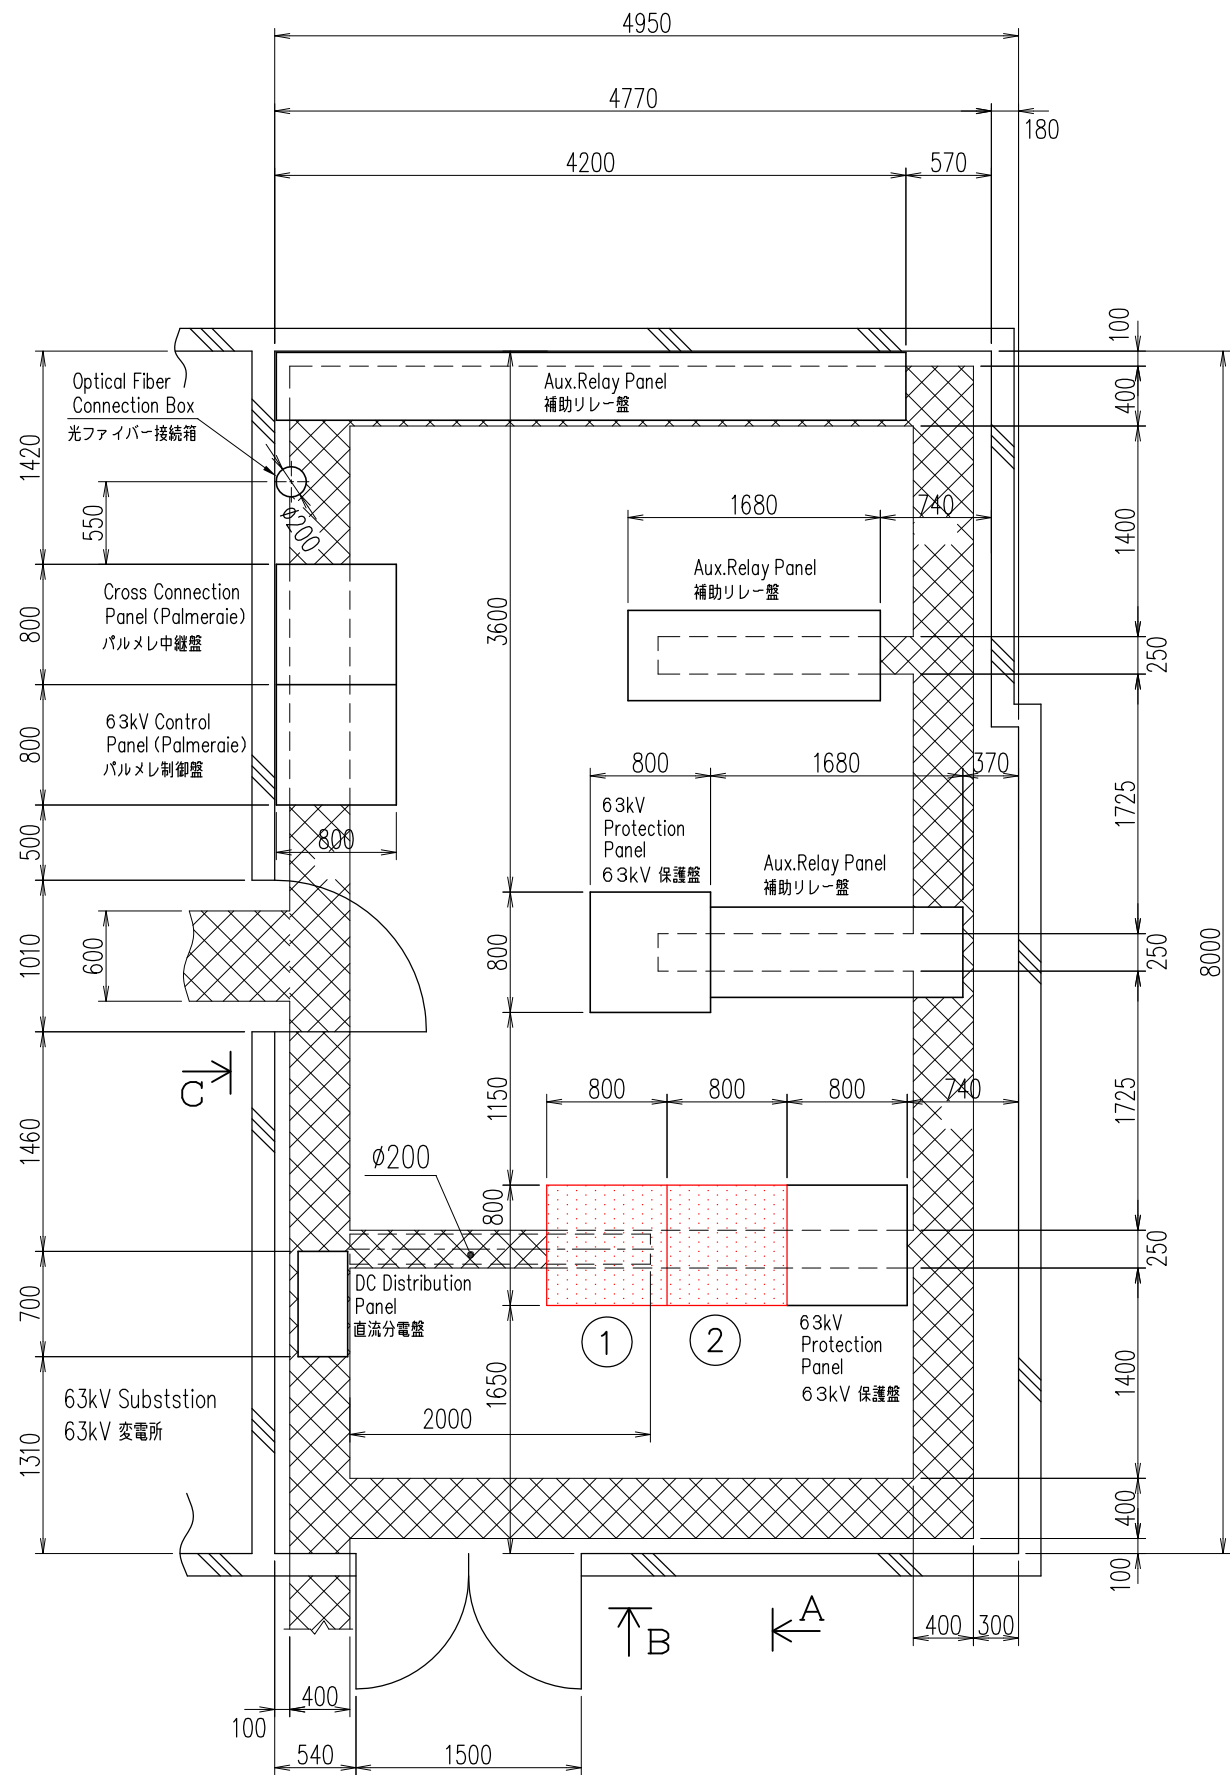 4950
4770
180
4200
570
100
Optical Fiber
Connection Box
光ファイバー接続箱
Aux.Relay Panel
補助リレー盤
400
1420
550
ø200
1680
740
1400
Cross Connection
Panel (Palmeraie)
パルメレ中継盤
Aux.Relay Panel
補助リレー盤
800
3600
250
63kV Control
Panel (Palmeraie)
パルメレ制御盤
800
800
1680
370
1725
63kV
Protection
Panel
63kV 保護盤
Aux.Relay Panel
補助リレー盤
500
800
600
1010
800
250
8000
C
1150
800
800
800
740
1725
1460
ø200
800
250
700
DC Distribution
Panel
直流分電盤
1
2
63kV
Protection
Panel
63kV 保護盤
1650
1400
63kV Subststion
63kV 変電所
2000
1310
400
100
A
B
400
300
400
100
540
1500